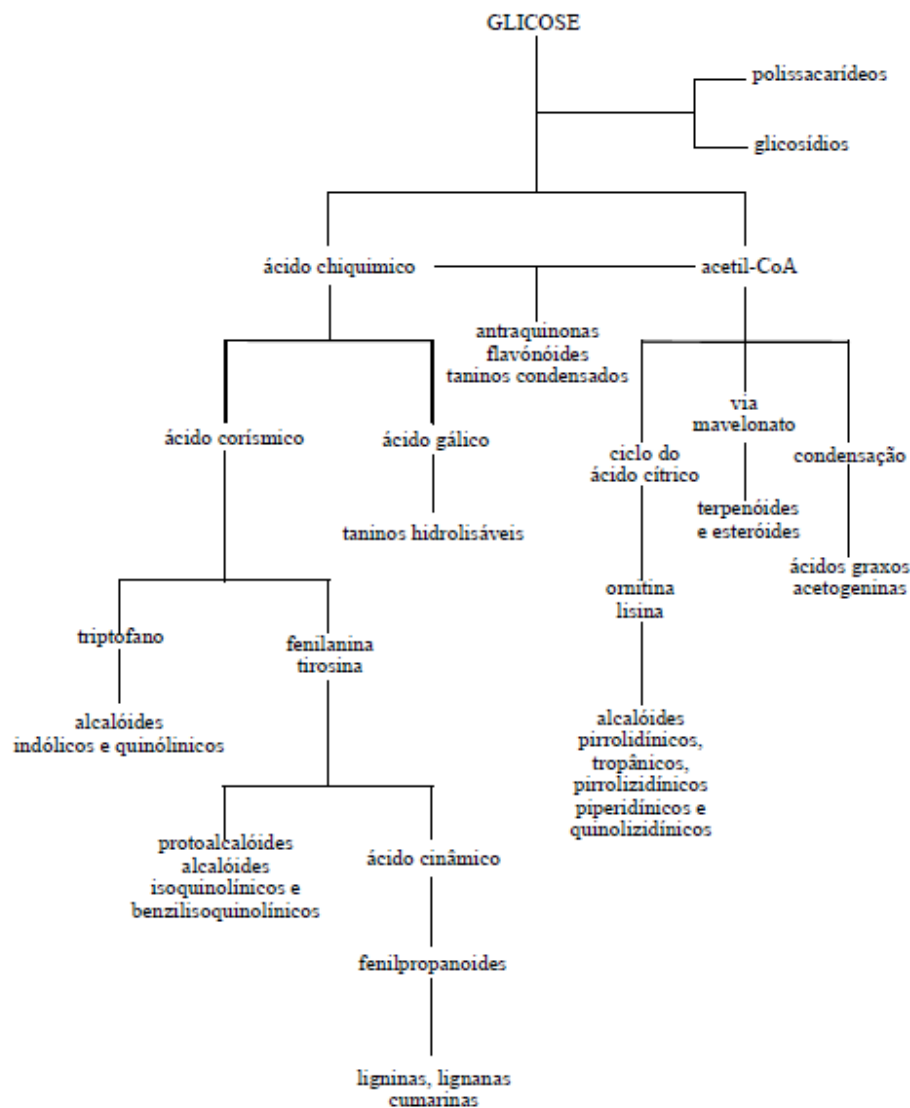 GLICOSE
polissacarídeos
glicosídios
ácido chiquimico
acetil-CoA
antraquinonas
flavónóides
taninos condensados
ácido corísmico
ácido gálico
taninos hidrolisáveis
ciclo do
ácido cítrico
via
mavelonato
terpenóides
e esteróides
condensação
ácidos graxos
acetogeninas
triptofano
fenilanina
tirosina
ornitina
lisina
alcalóides
indólicos e quinólinicos
alcalóides
pirrolidínicos,
tropânicos,
pirrolizidínicos
piperidínicos e
quinolizidínicos
protoalcalóides
alcalóides
isoquinolínicos e
benzilisoquinolínicos
ácido cinâmico
fenilpropanoides
ligninas, lignanas
cumarinas